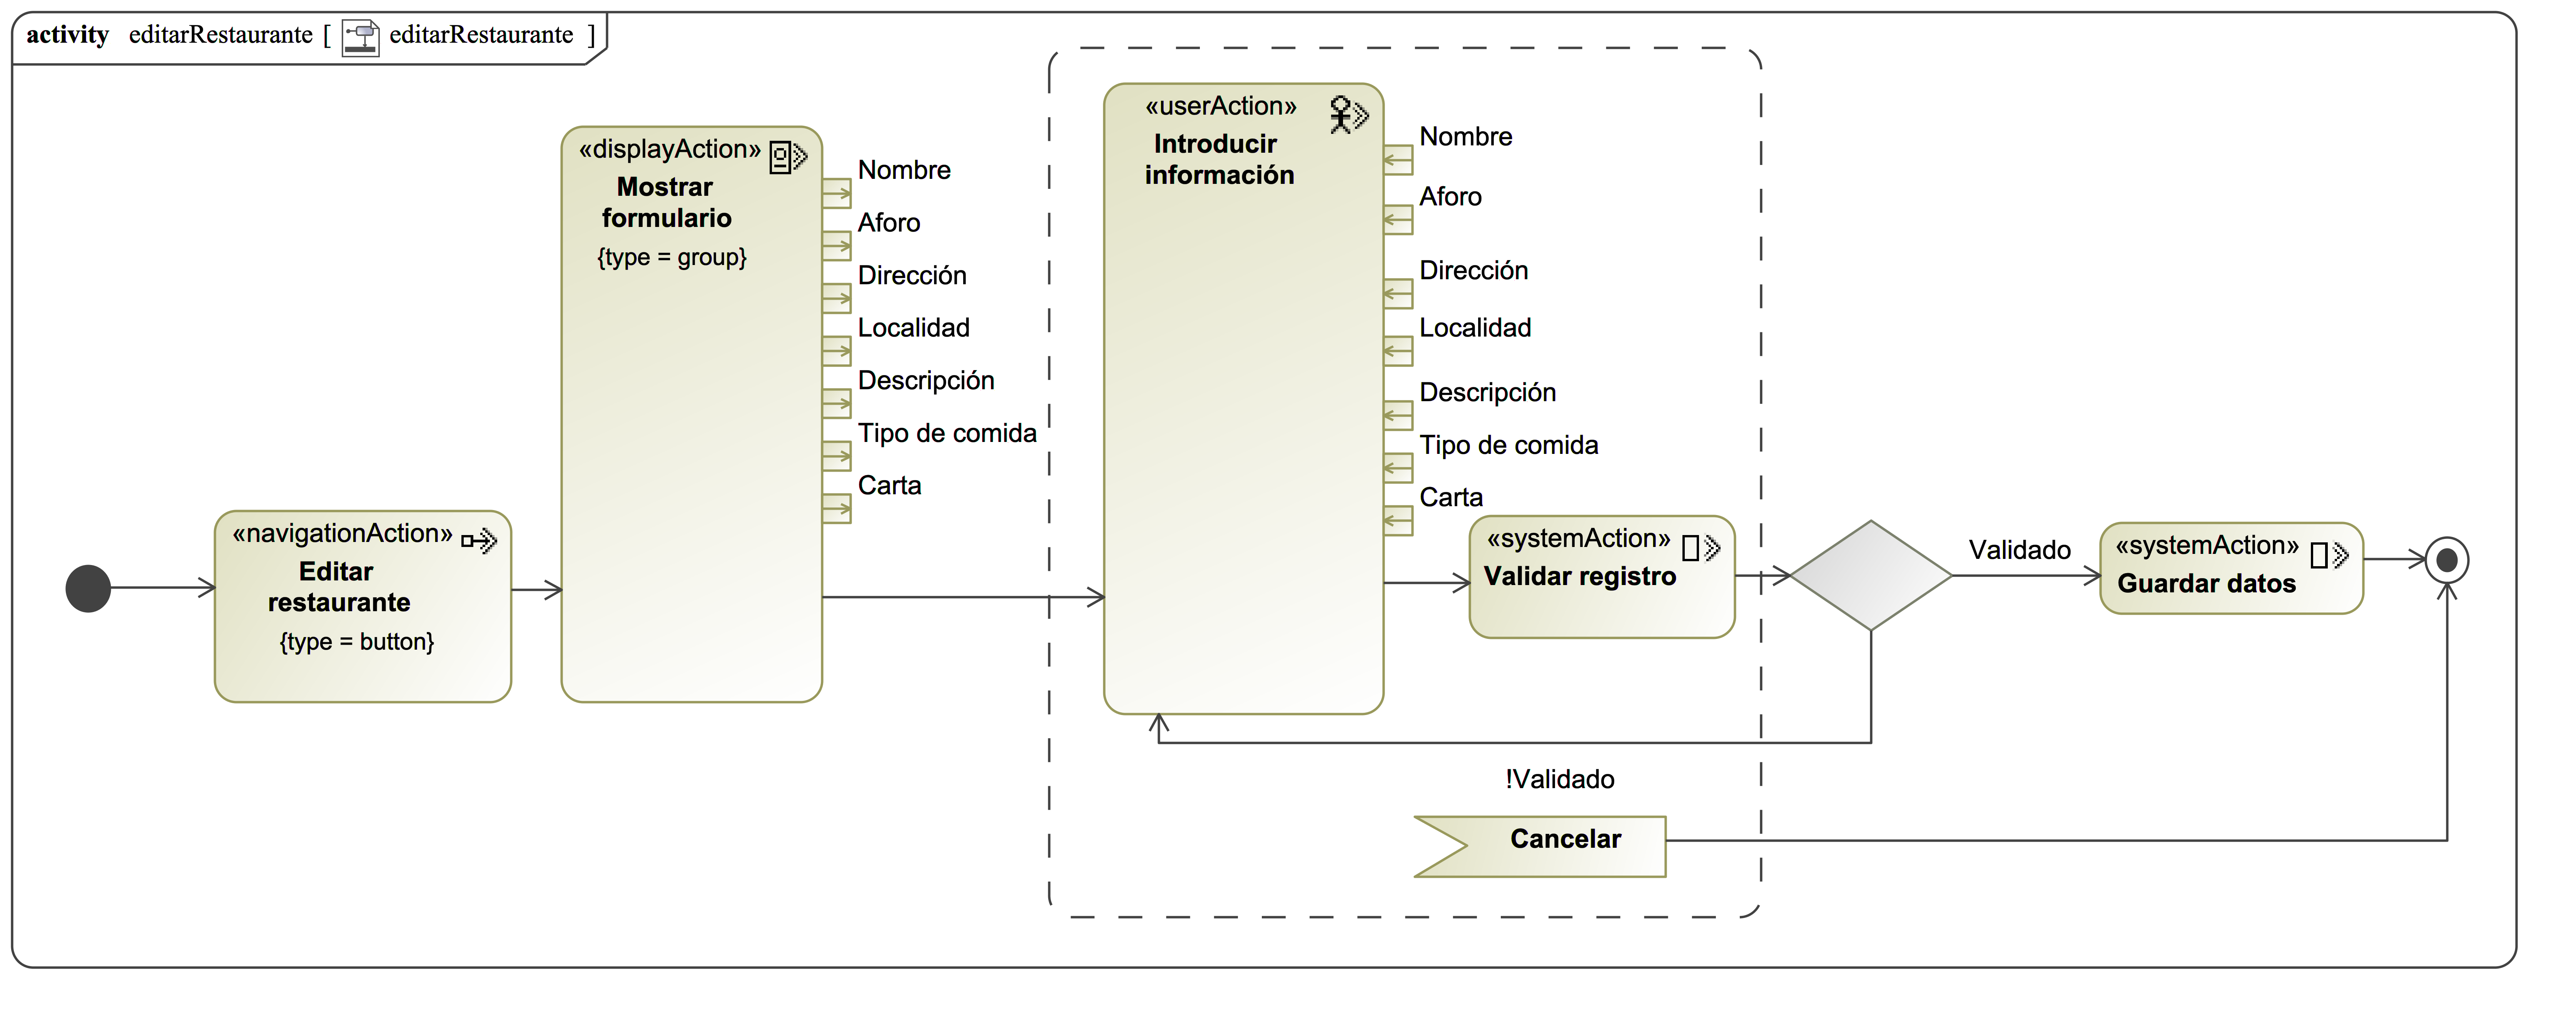 activity editarRestaurante [ editarRestaurante ]
«navigationAction»
Editar
restaurante
{type = button}
«displayAction»
Mostrar
formulario
{type = group}
Nombre
Aforo
Dirección
Localidad
Descripción
Tipo de comida
Carta
«userAction»
Introducir
información
Nombre
Aforo
Dirección
Localidad
Descripción
Tipo de comida
Carta
«systemAction»
Validar registro
Validado
«systemAction»
Guardar datos
!Validado
Cancelar